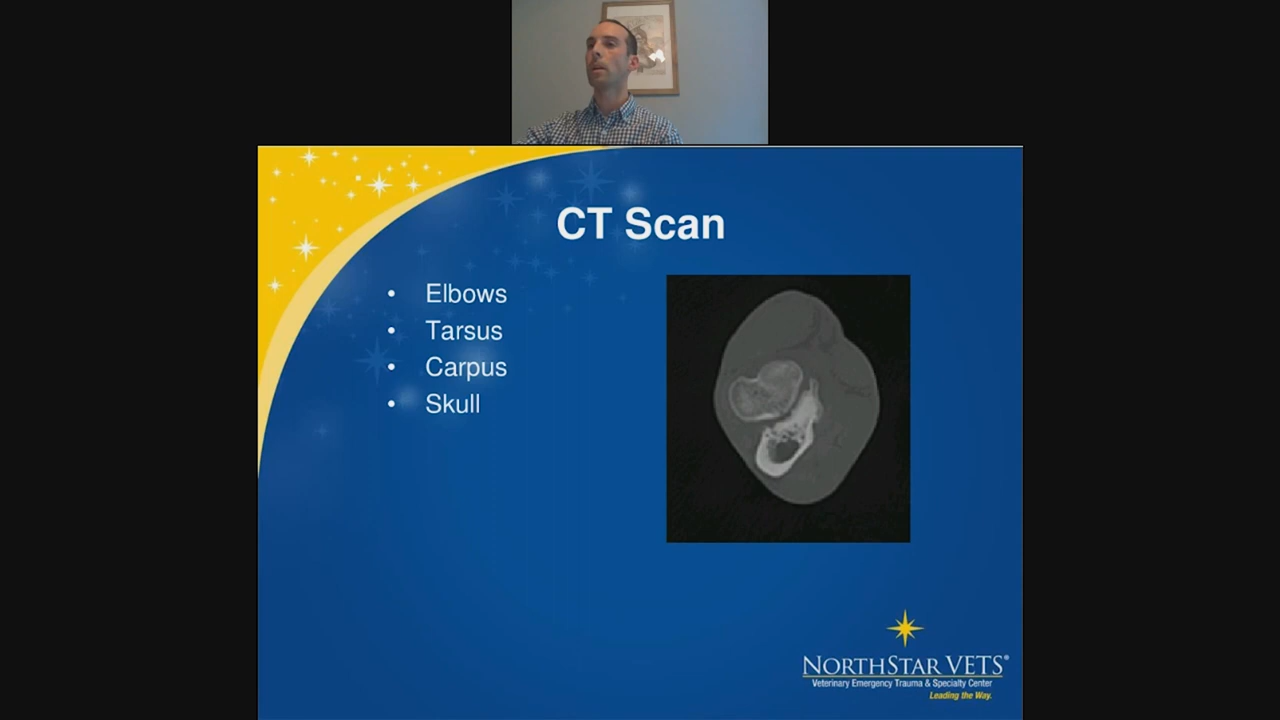 CT Scan
• Elbows
• Tarsus
• Carpus
• Skull
NORTHSTAR VETS®
Veterinary Emergency Trauma & Specialty Center
Leading the Way.